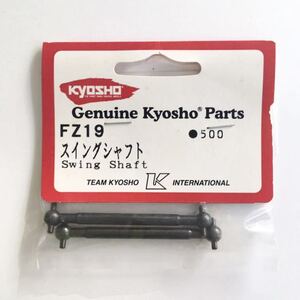 KYOSHO
Genuine Kyosho® Parts
FZ19 ●500
スイングシャフト
Swing Shaft
TEAM KYOSHO K INTERNATIONAL